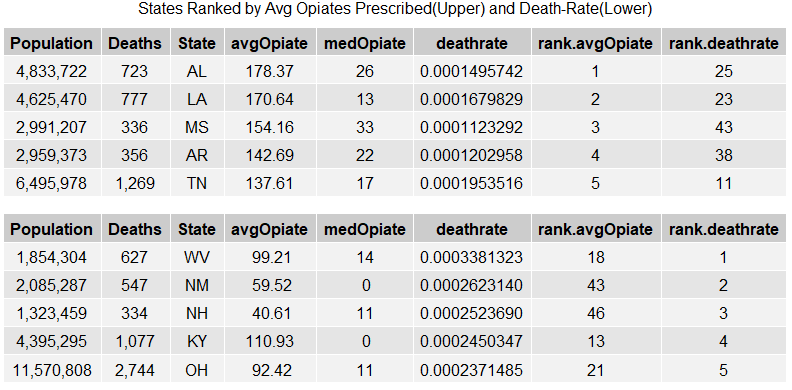 States Ranked by Avg Opiates Prescribed(Upper) and Death-Rate(Lower)
Population Deaths State avgOpiate medOpiate deathrate rank.avgOpiate rank.deathrate
4,833,722 723 AL 178.37 26 0.0001495742 1 25
4,625,470 777 LA 170.64 13 0.0001679829 2 23
2,991,207 336 MS 154.16 33 0.0001123292 3 43
2,959,373 356 AR 142.69 22 0.0001202958 4 38
6,495,978 1,269 TN 137.61 17 0.0001953516 5 11
Population Deaths State avgOpiate medOpiate deathrate rank.avgOpiate rank.deathrate
1,854,304 627 WV 99.21 14 0.0003381323 18 1
2,085,287 547 NM 59.52 0 0.0002623140 43 2
1,323,459 334 NH 40.61 11 0.0002523690 46 3
4,395,295 1,077 KY 110.93 0 0.0002450347 13 4
11,570,808 2,744 OH 92.42 11 0.0002371485 21 5